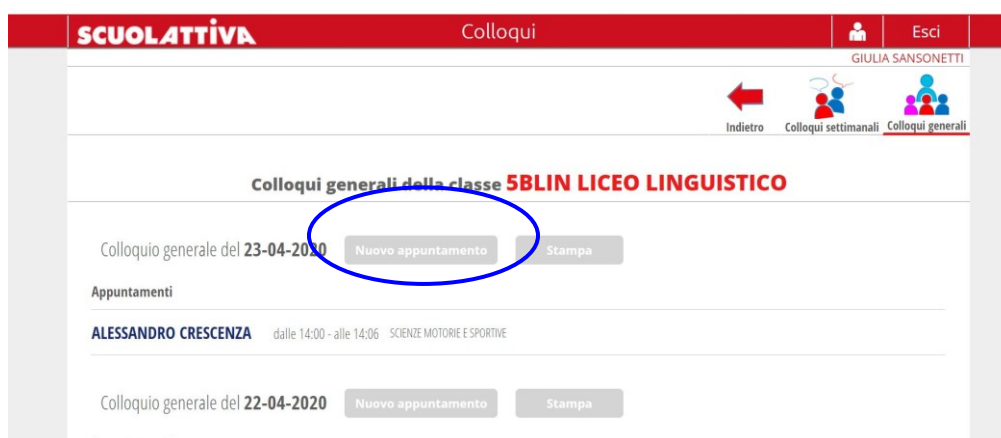 SCUOLATTIVA Colloqui Esci
GIULIA SANSONETTI
Indietro Colloqui settimanali Colloqui generali
Colloqui generali della classe 5BLIN LICEO LINGUISTICO
Colloquio generale del 23-04-2020 Nuovo appuntamento Stampa
Appuntamenti
ALESSANDRO CRESCENZA dalle 14:00 - alle 14:06 SCIENZE MOTORIE E SPORTIVE
Colloquio generale del 22-04-2020 Nuovo appuntamento Stampa